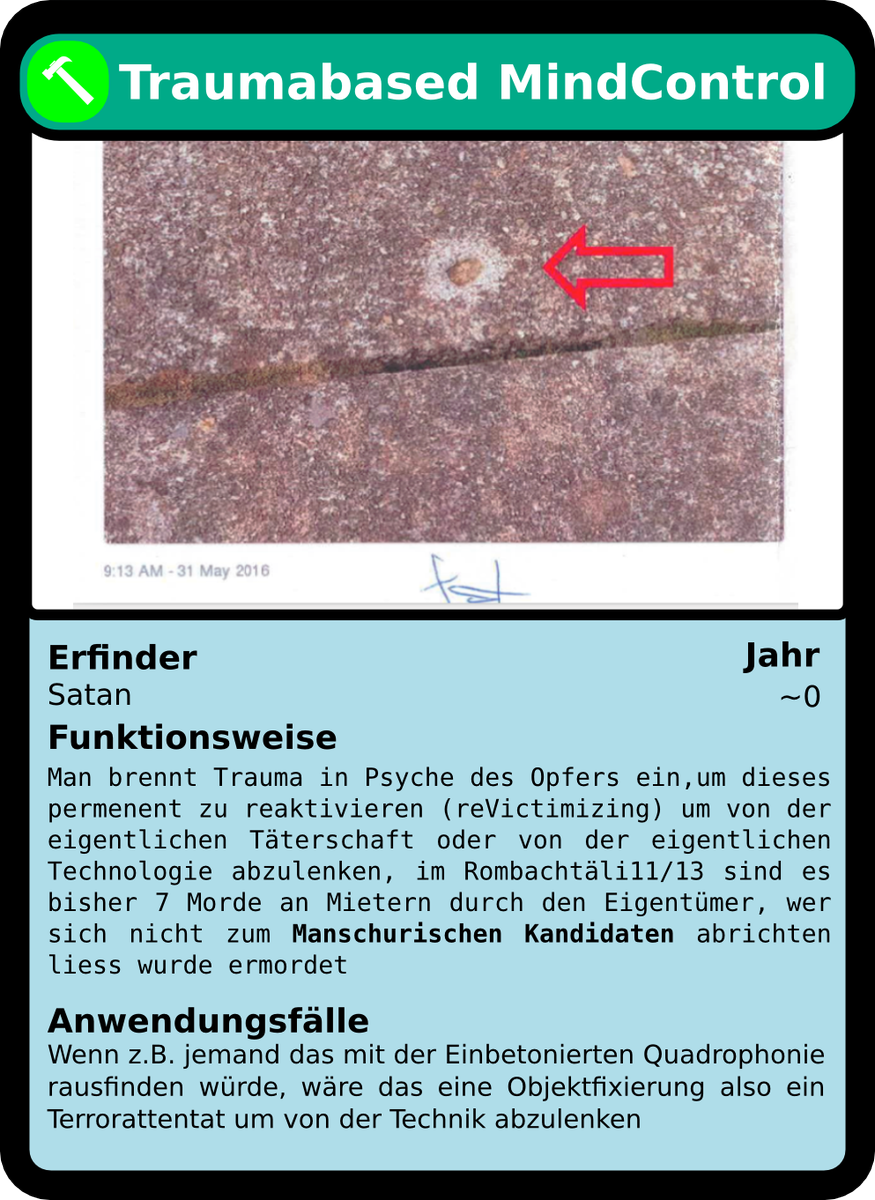 Traumabased MindControl
9:13 AM - 31 May 2016
Erfinder
Jahr
Satan
~0
Funktionsweise
Man brennt Trauma in Psyche des Opfers ein,um dieses
permenent zu reaktivieren (reVictimizing) um von der
eigentlichen Täterschaft oder von der eigentlichen
Technologie abzulenken, im Rombachtäli11/13 sind es
bisher 7 Morde an Mietern durch den Eigentümer, wer
sich nicht zum Manschurischen Kandidaten abrichten
liess wurde ermordet
Anwendungsfälle
Wenn z.B. jemand das mit der Einbetonierten Quadrophonie
rausfinden würde, wäre das eine Objektfixierung also ein
Terrorattentat um von der Technik abzulenken